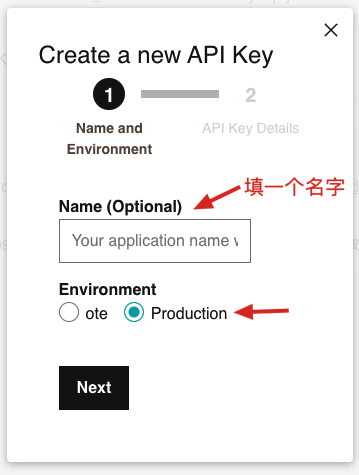 Create a new API Key
1 2
Name and API Key Details
Environment
填一个名字
Name (Optional)
Your application name
Environment
ote Production
Next